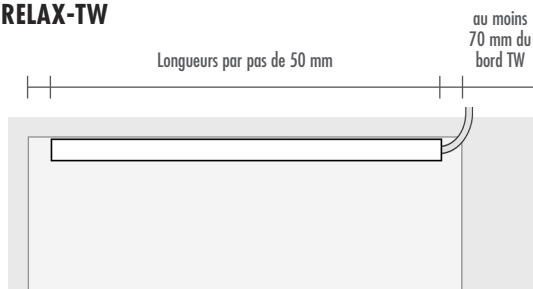 RELAX-TW
au moins
70 mm du
bord TW
Longueurs par pas de 50 mm